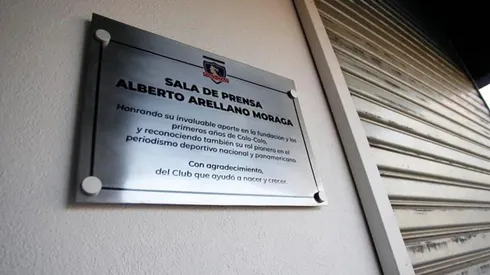 SALA DE PRENSA
ALBERTO ARELLANO MORAGA
Honrando su invaluable aporte en la fundación y los
primeros años de Colo-Colo,
y reconociendo también su rol pionero en el
periodismo deportivo nacional y panamericano.
Con agradecimiento,
del Club que ayudó a nacer y crecer.